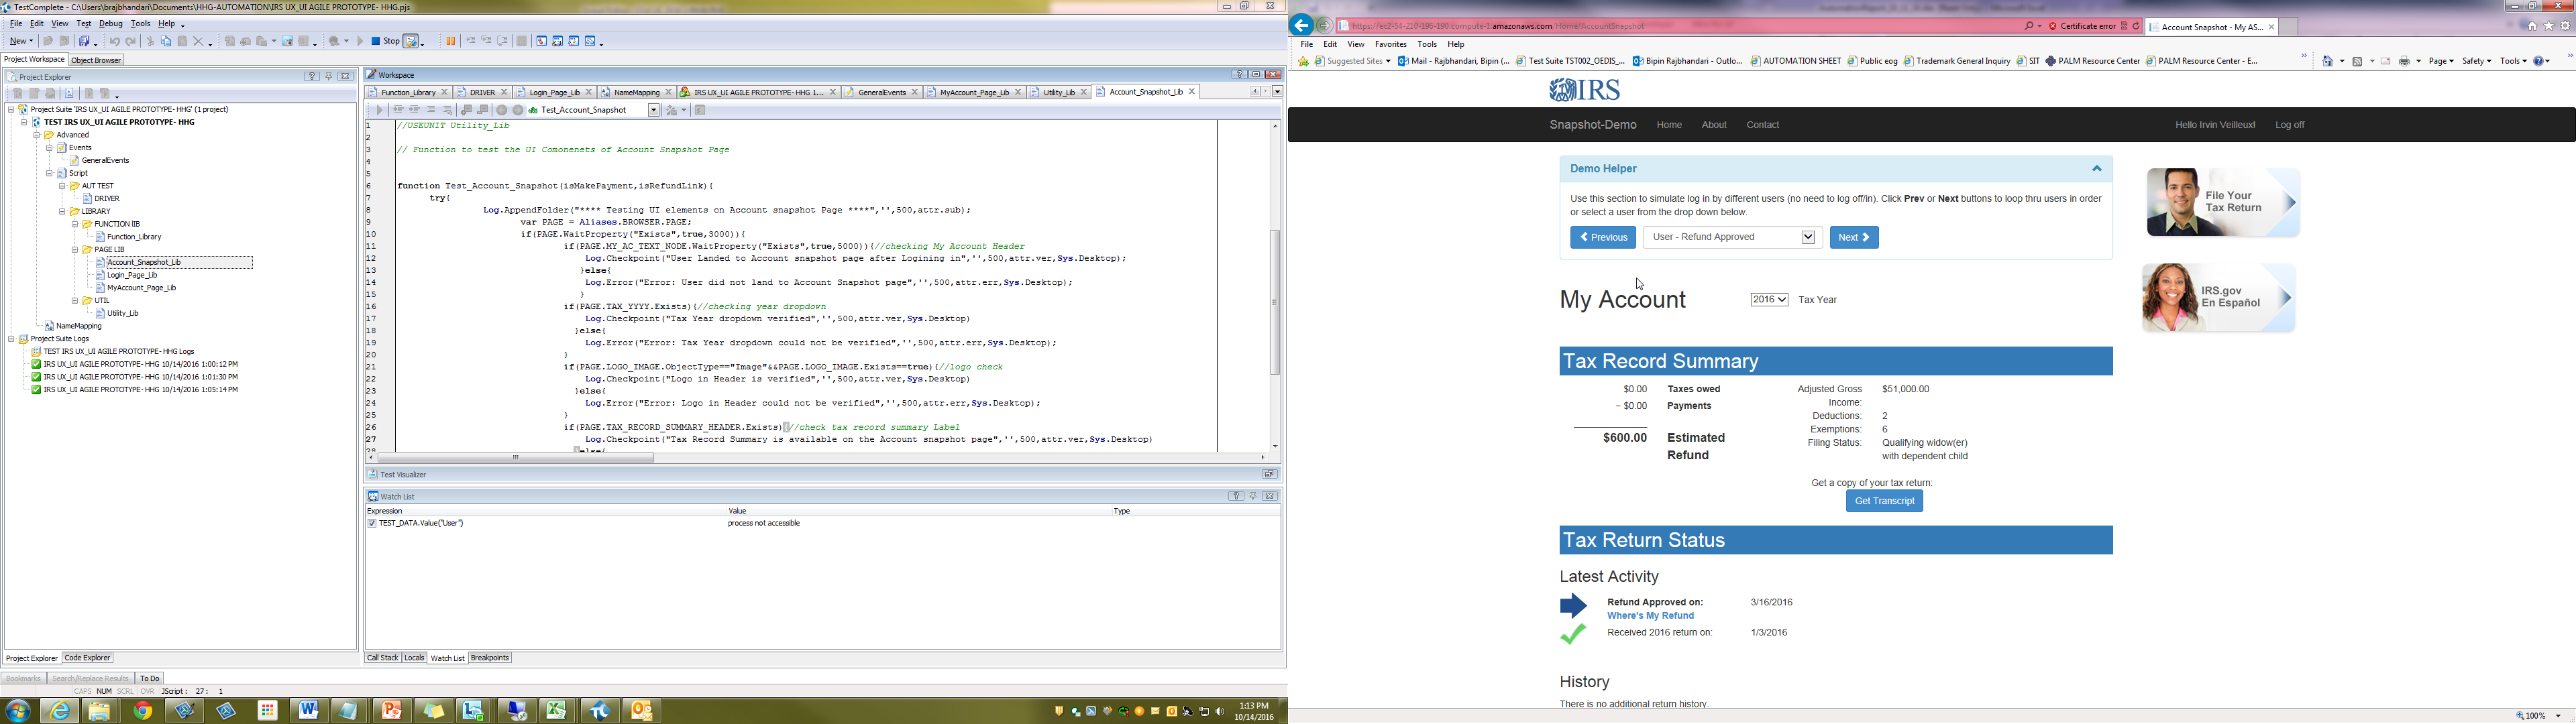 TestComplete - C:\Users\brajbhandari\Documents\HHG-AUTOMATION\IRS UX_UI AGILE PROTOTYPE- HHG.pjs
File Edit View Test Debug Tools Help
New Stop
Project Workspace Object Browser
Project Explorer
Project Suite 'IRS UX_UI AGILE PROTOTYPE- HHG' (1 project)
TEST IRS UX_UI AGILE PROTOTYPE- HHG
Advanced
Events
GeneralEvents
Script
AUT TEST
DRIVER
LIBRARY
FUNCTION lIB
Function_Library
PAGE LIB
Account_Snapshot_Lib
Login_Page_Lib
MyAccount_Page_Lib
UTIL
Utility_Lib
NameMapping
Project Suite Logs
TEST IRS UX_UI AGILE PROTOTYPE- HHG Logs
IRS UX_UI AGILE PROTOTYPE- HHG 10/14/2016 1:00:12 PM
IRS UX_UI AGILE PROTOTYPE- HHG 10/14/2016 1:01:30 PM
IRS UX_UI AGILE PROTOTYPE- HHG 10/14/2016 1:05:14 PM
Project Explorer Code Explorer
Workspace
Function_Library DRIVER Login_Page_Lib NameMapping IRS UX_UI AGILE PROTOTYPE- HHG 1... GeneralEvents MyAccount_Page_Lib Utility_Lib Account_Snapshot_Lib
Test_Account_Snapshot
1 //USEUNIT Utility_Lib
2
3 // Function to test the UI Comonenets of Account Snapshot Page
4
5
6 function Test_Account_Snapshot(isMakePayment,isRefundLink){
7 try{
8 Log.AppendFolder("**** Testing UI elements on Account snapshot Page ****",'',500,attr.sub);
9 var PAGE = Aliases.BROWSER.PAGE;
10 if(PAGE.WaitProperty("Exists",true,3000)){
11 if(PAGE.MY_AC_TEXT_NODE.WaitProperty("Exists",true,5000)){//checking My Account Header
12 Log.Checkpoint("User Landed to Account snapshot page after Logining in",'',500,attr.ver,Sys.Desktop);
13 }else{
14 Log.Error("Error: User did not land to Account Snapshot page",'',500,attr.err,Sys.Desktop);
15 }
16 if(PAGE.TAX_YYYY.Exists){//checking year dropdown
17 Log.Checkpoint("Tax Year dropdown verified",'',500,attr.ver,Sys.Desktop)
18 }else{
19 Log.Error("Error: Tax Year dropdown could not be verified",'',500,attr.err,Sys.Desktop);
20 }
21 if(PAGE.LOGO_IMAGE.ObjectType=="Image"&&PAGE.LOGO_IMAGE.Exists==true){//logo check
22 Log.Checkpoint("Logo in Header is verified",'',500,attr.ver,Sys.Desktop)
23 }else{
24 Log.Error("Error: Logo in Header could not be verified",'',500,attr.err,Sys.Desktop);
25 }
26 if(PAGE.TAX_RECORD_SUMMARY_HEADER.Exists){//check tax record summary Label
27 Log.Checkpoint("Tax Record Summary is available on the Account snapshot page",'',500,attr.ver,Sys.Desktop)
28 }else{
Test Visualizer
Watch List
Expression Value Type
TEST_DATA.Value("User") process not accessible
Call Stack Locals Watch List Breakpoints
Bookmarks Search/Replace Results To Do
CAPS NUM SCRL OVR JScript : 27 : 1
1:13 PM
10/14/2016
https://ec2-54-210-196-190.compute-1.amazonaws.com/Home/AccountSnapshot Certificate error Account Snapshot - My AS...
File Edit View Favorites Tools Help
Suggested Sites Mail - Rajbhandari, Bipin (... Test Suite TST002_OEDIS_... Bipin Rajbhandari - Outlo... AUTOMATION SHEET Public eog Trademark General Inquiry SIT PALM Resource Center PALM Resource Center - E... Page Safety Tools
IRS
Snapshot-Demo Home About Contact Hello Irvin Veilleux! Log off
Demo Helper
Use this section to simulate log in by different users (no need to log off/in). Click Prev or Next buttons to loop thru users in order
or select a user from the drop down below.
Previous User - Refund Approved Next
File Your
Tax Return
IRS.gov
En Español
My Account 2016 Tax Year
Tax Record Summary
$0.00 Taxes owed
− $0.00 Payments
$600.00 Estimated
Refund
Adjusted Gross $51,000.00
Income:
Deductions: 2
Exemptions: 6
Filing Status: Qualifying widow(er)
with dependent child
Get a copy of your tax return:
Get Transcript
Tax Return Status
Latest Activity
Refund Approved on: 3/16/2016
Where's My Refund
Received 2016 return on: 1/3/2016
History
There is no additional return history.
100%